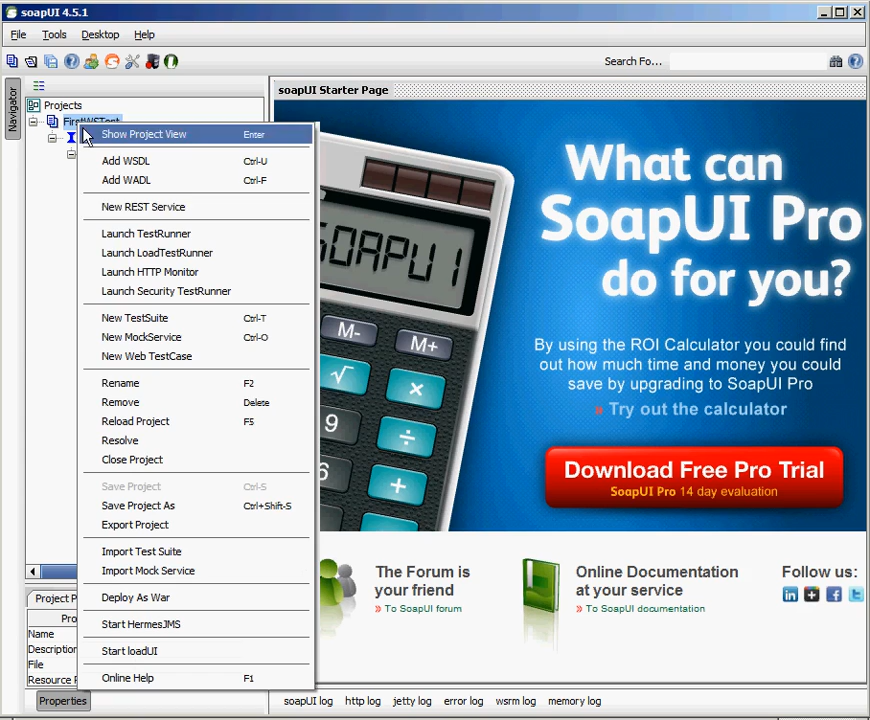 soapUI 4.5.1
File Tools Desktop Help
Search Fo...
Navigator
Projects
FirstWSTest
soapUI Starter Page
Show Project View Enter
Add WSDL Ctrl-U
Add WADL Ctrl-F
New REST Service
Launch TestRunner
Launch LoadTestRunner
Launch HTTP Monitor
Launch Security TestRunner
New TestSuite Ctrl-T
New MockService Ctrl-O
New Web TestCase
Rename F2
Remove Delete
Reload Project F5
Resolve
Close Project
Save Project Ctrl-S
Save Project As Ctrl+Shift-S
Export Project
Import Test Suite
Import Mock Service
Deploy As War
Start HermesJMS
Start loadUI
Online Help F1
SOAPUI
M- M+
√ ×
9 ÷
6 +
What can
SoapUI Pro
do for you?
By using the ROI Calculator you could find
out how much time and money you could
save by upgrading to SoapUI Pro
» Try out the calculator
Download Free Pro Trial
SoapUI Pro 14 day evaluation
The Forum is
your friend
» To SoapUI forum
Online Documentation
at your service
» To SoapUI documentation
Follow us:
Project P
Pro
Name
Description
File
Resource R
Properties
soapUI log http log jetty log error log wsrm log memory log